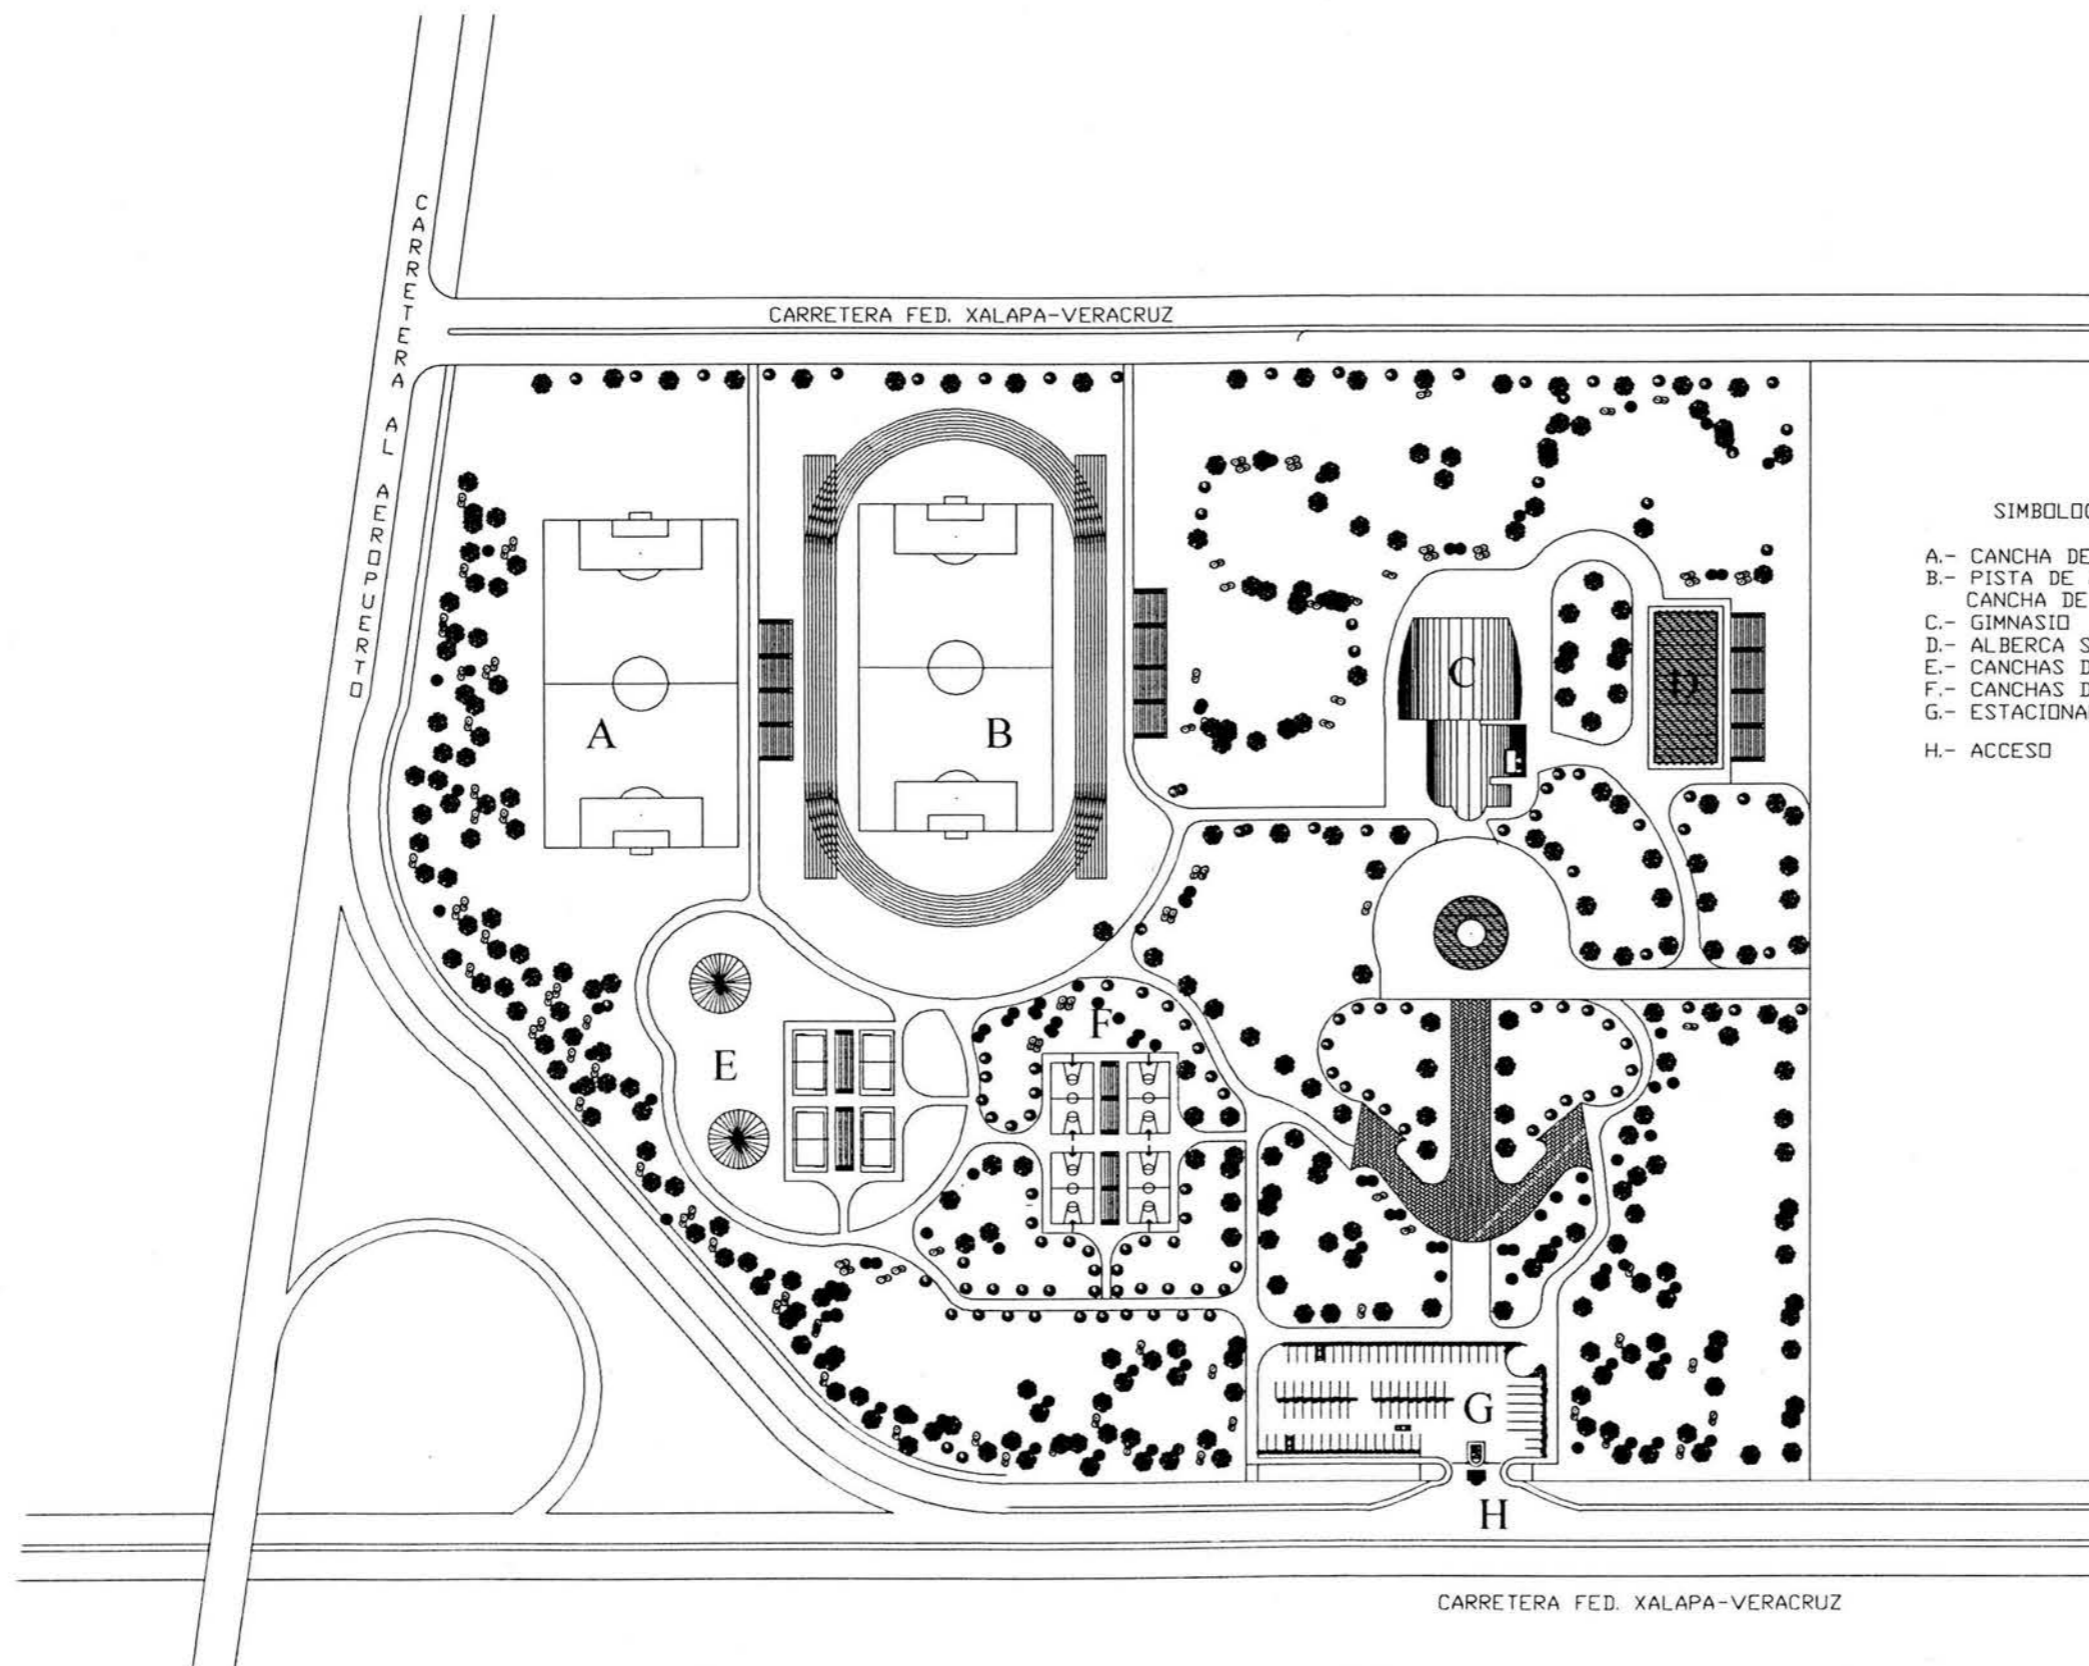 CARRETERA AL AEROPUERTO
CARRETERA FED. XALAPA-VERACRUZ
A
B
C
D
E
F
G
H
SIMBOLOG
A.- CANCHA DE
B.- PISTA DE
CANCHA DE
C.- GIMNASIO
D.- ALBERCA S
E.- CANCHAS D
F.- CANCHAS D
G.- ESTACIONA
H.- ACCESO
CARRETERA FED. XALAPA-VERACRUZ